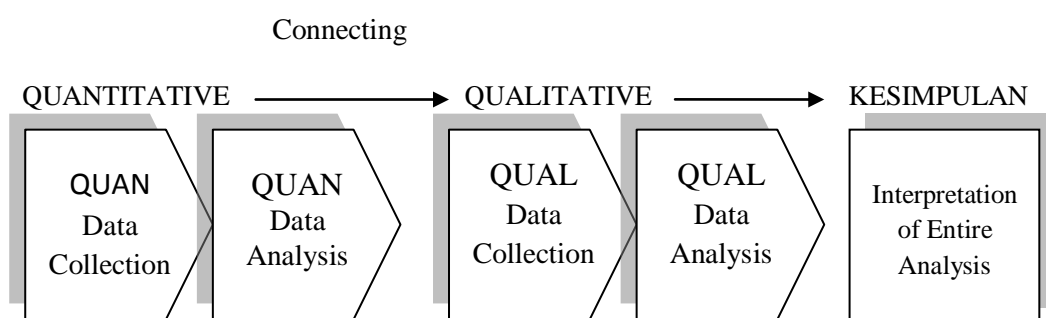 Connecting
QUANTITATIVE
QUALITATIVE
KESIMPULAN
QUAN
Data
Collection
QUAN
Data
Analysis
QUAL
Data
Collection
QUAL
Data
Analysis
Interpretation
of Entire
Analysis